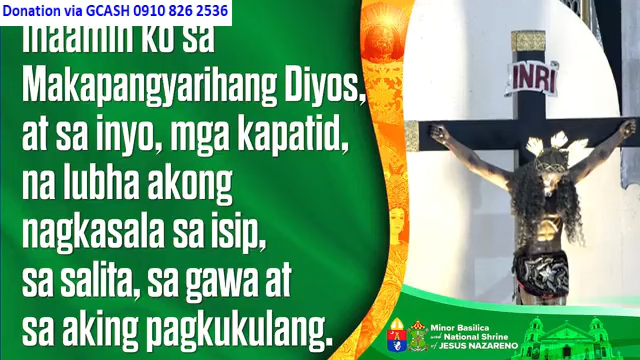 Donation via GCASH 0910 826 2536
Inaamin ko sa
Makapangyarihang Diyos,
at sa inyo, mga kapatid,
na lubha akong
nagkasala sa isip,
sa salita, sa gawa at
sa aking pagkukulang.
INRI
Minor Basilica
and National Shrine
of JESUS NAZARENO